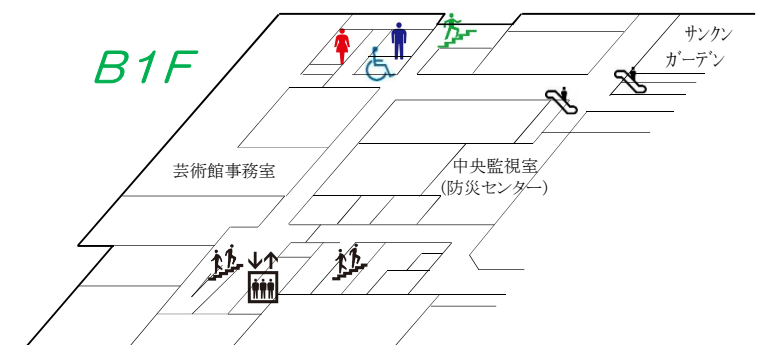 B1F
サンクン
ガーデン
芸術館事務室
中央監視室
(防災センター)